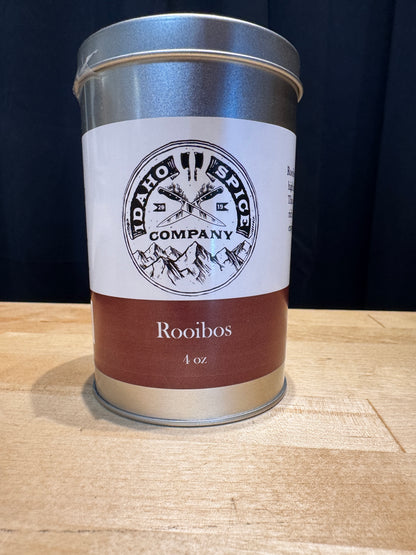 IDAHO SPICE
20 19
COMPANY
Rooibos
4 oz